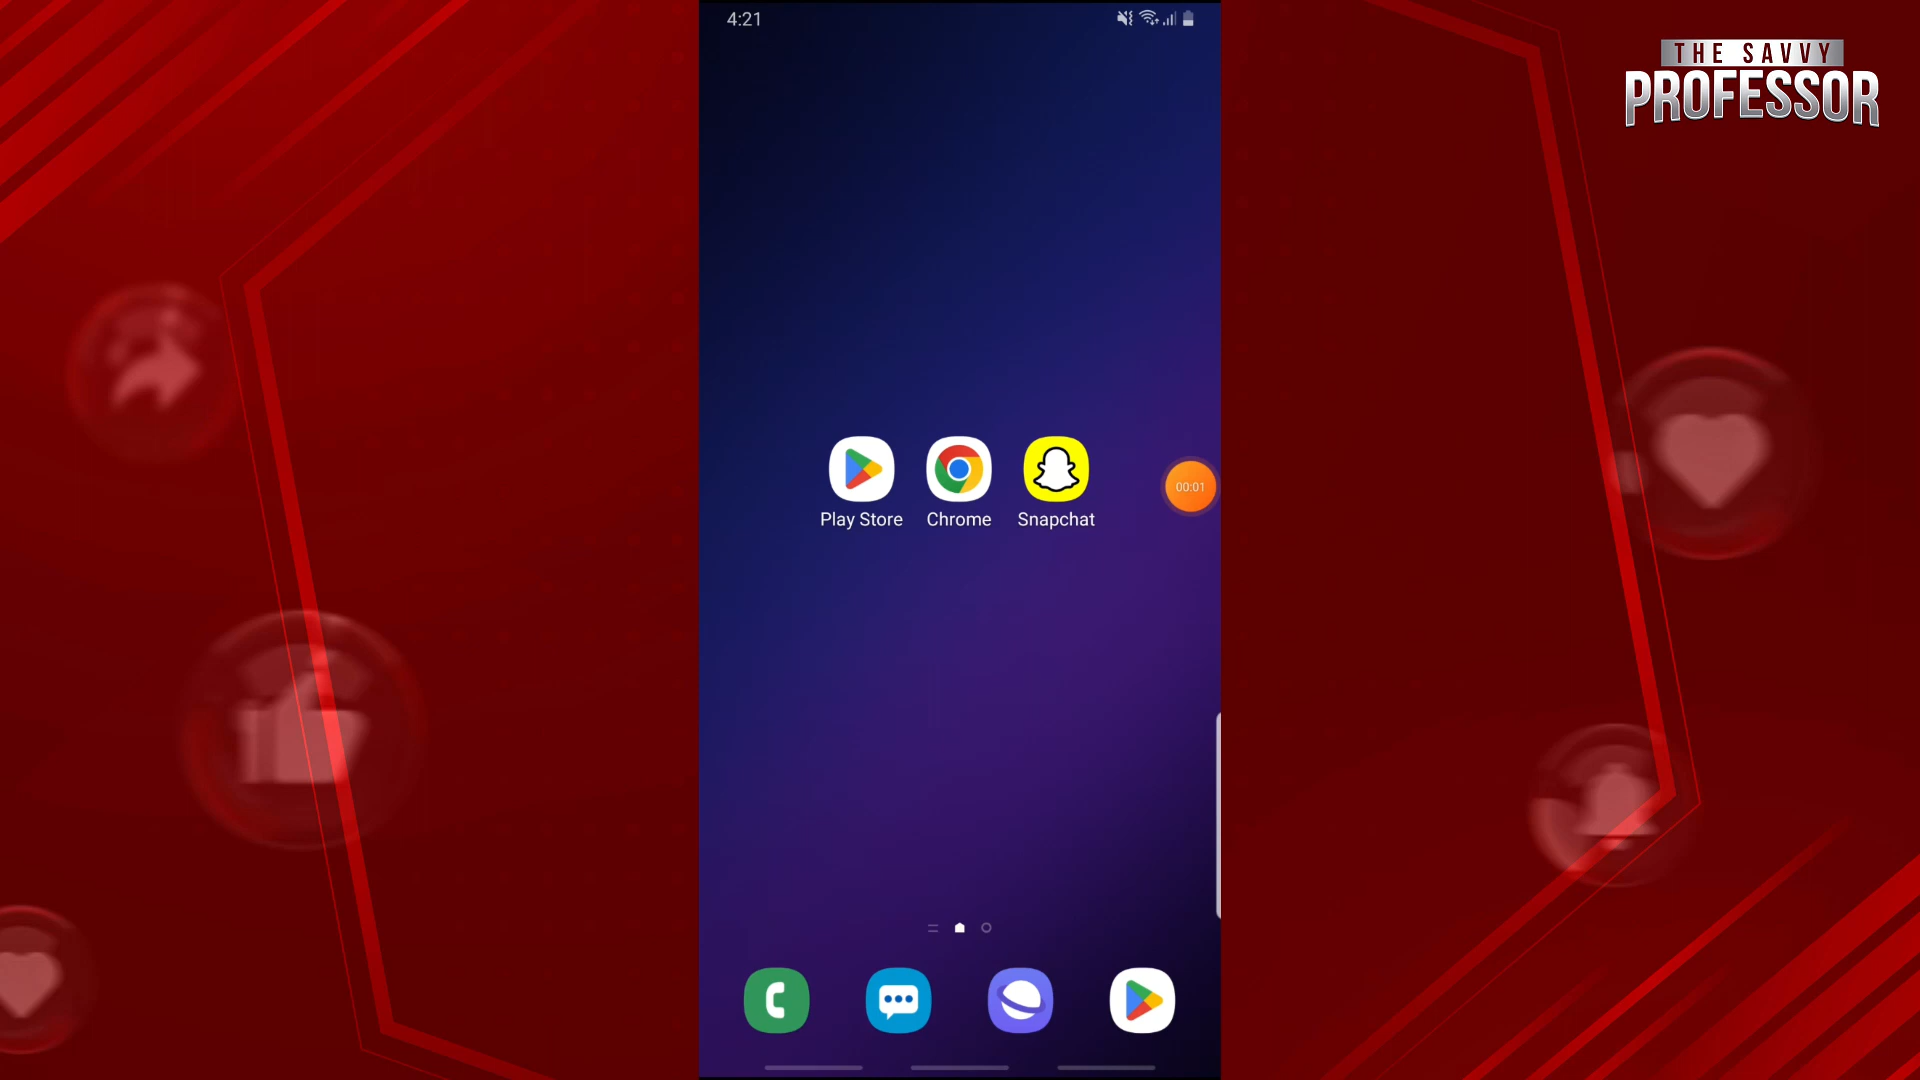 4:21
THE SAVVY
PROFESSOR
Play Store
Chrome
Snapchat
00:01